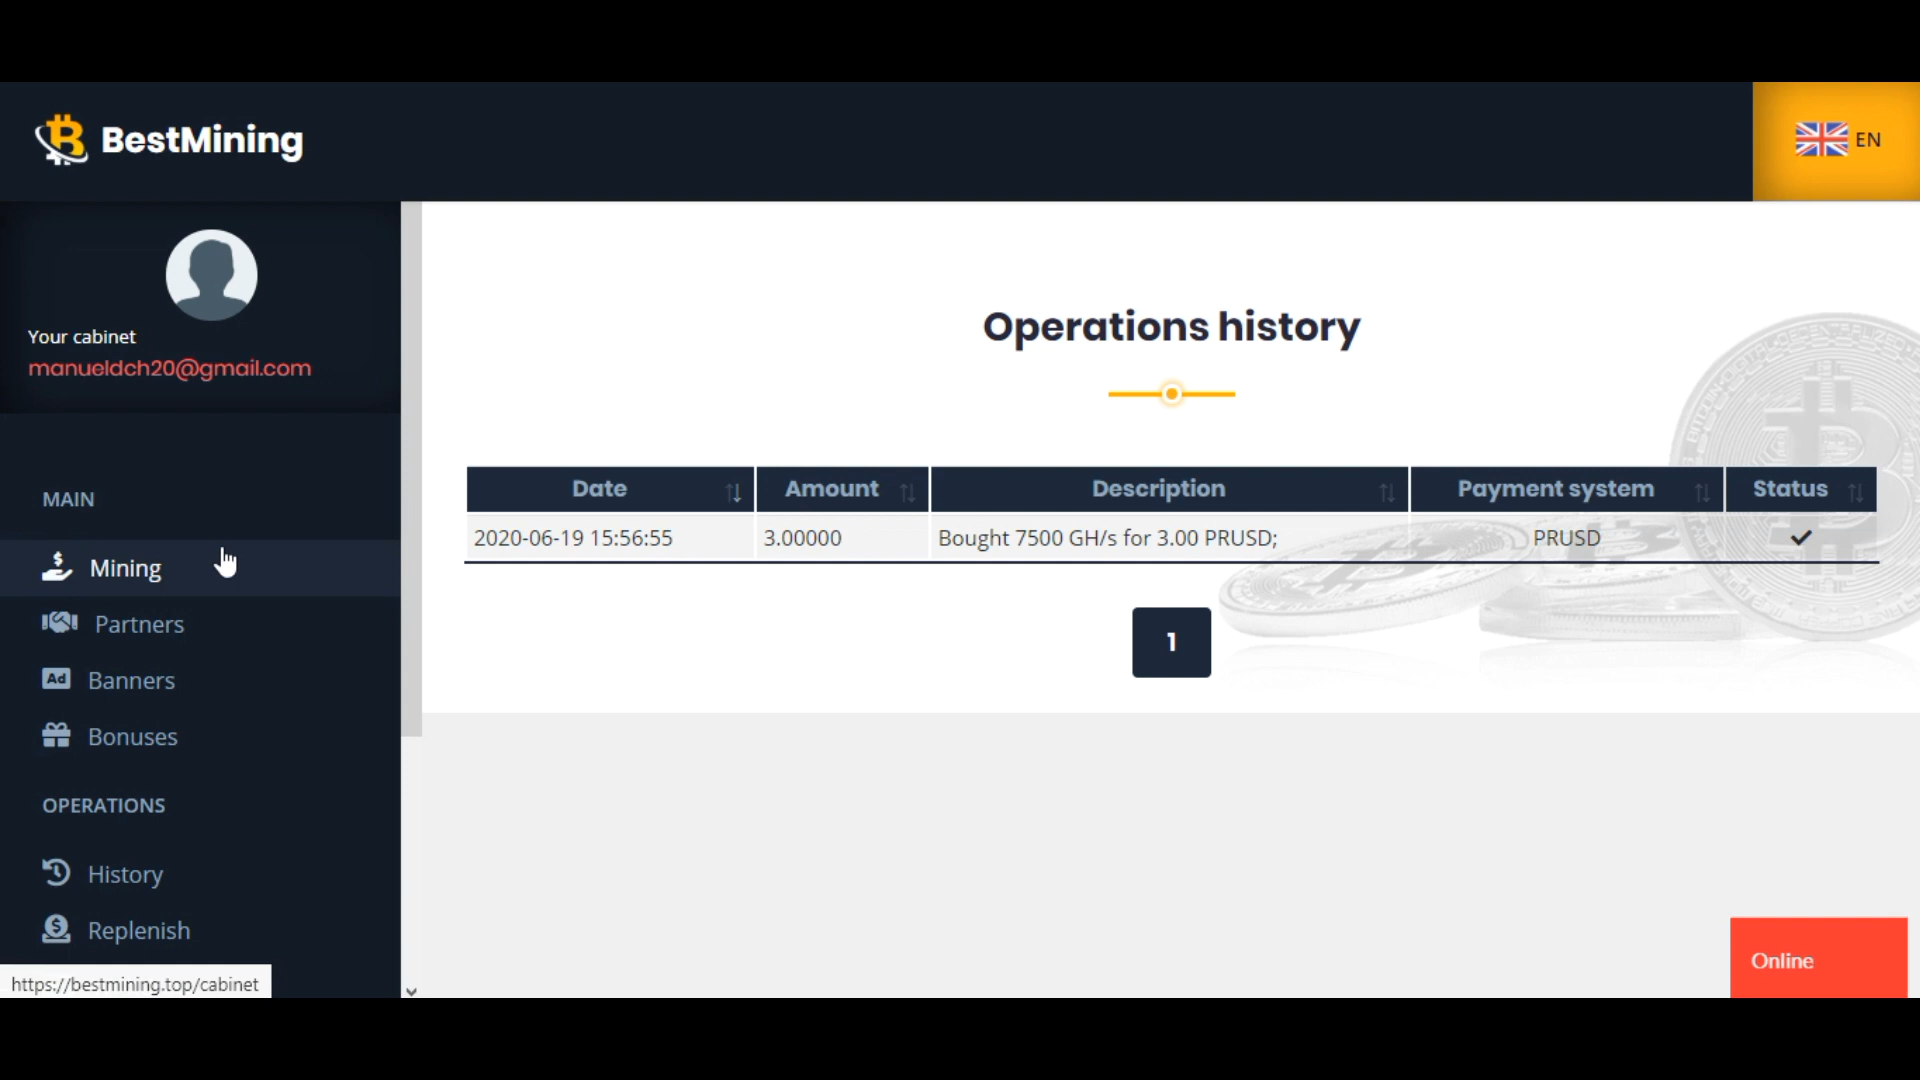 BestMining
EN
Your cabinet
manueldch20@gmail.com
MAIN
Mining
Partners
Ad Banners
Bonuses
OPERATIONS
History
Replenish
https://bestmining.top/cabinet
Operations history
Date Amount Description Payment system Status
2020-06-19 15:56:55 3.00000 Bought 7500 GH/s for 3.00 PRUSD; PRUSD
1
Online